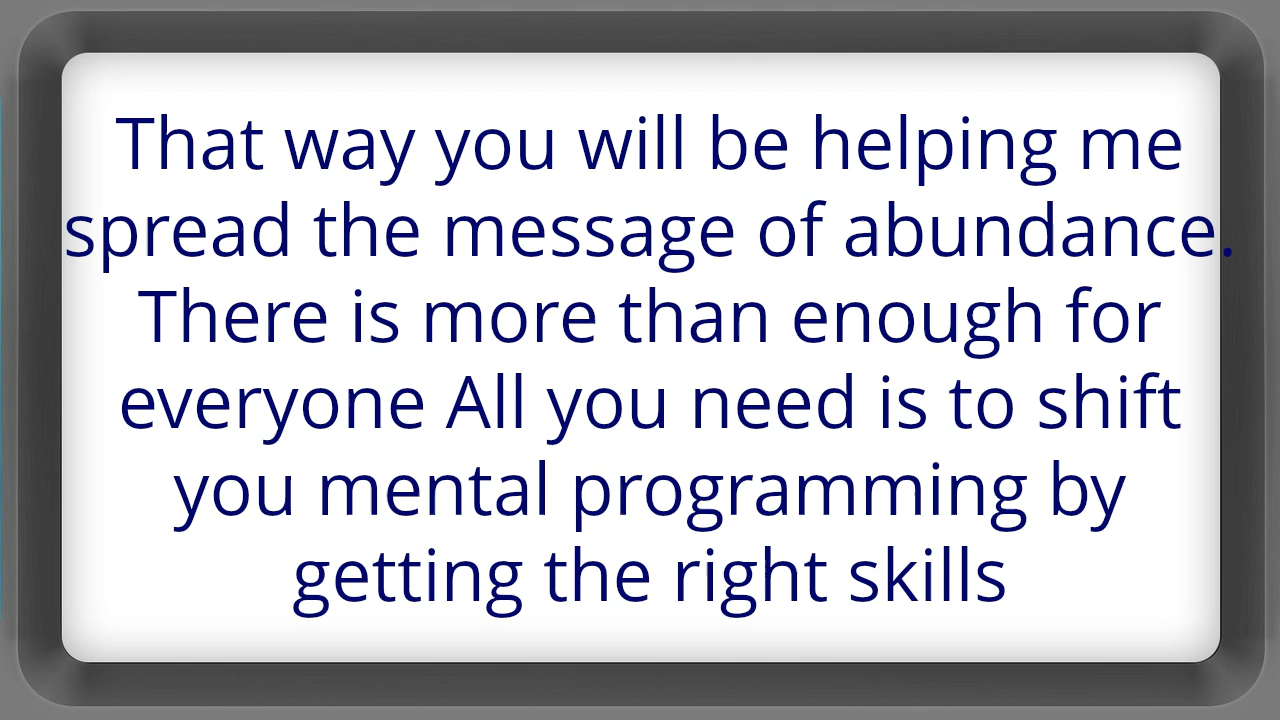 That way you will be helping me
spread the message of abundance.
There is more than enough for
everyone All you need is to shift
you mental programming by
getting the right skills